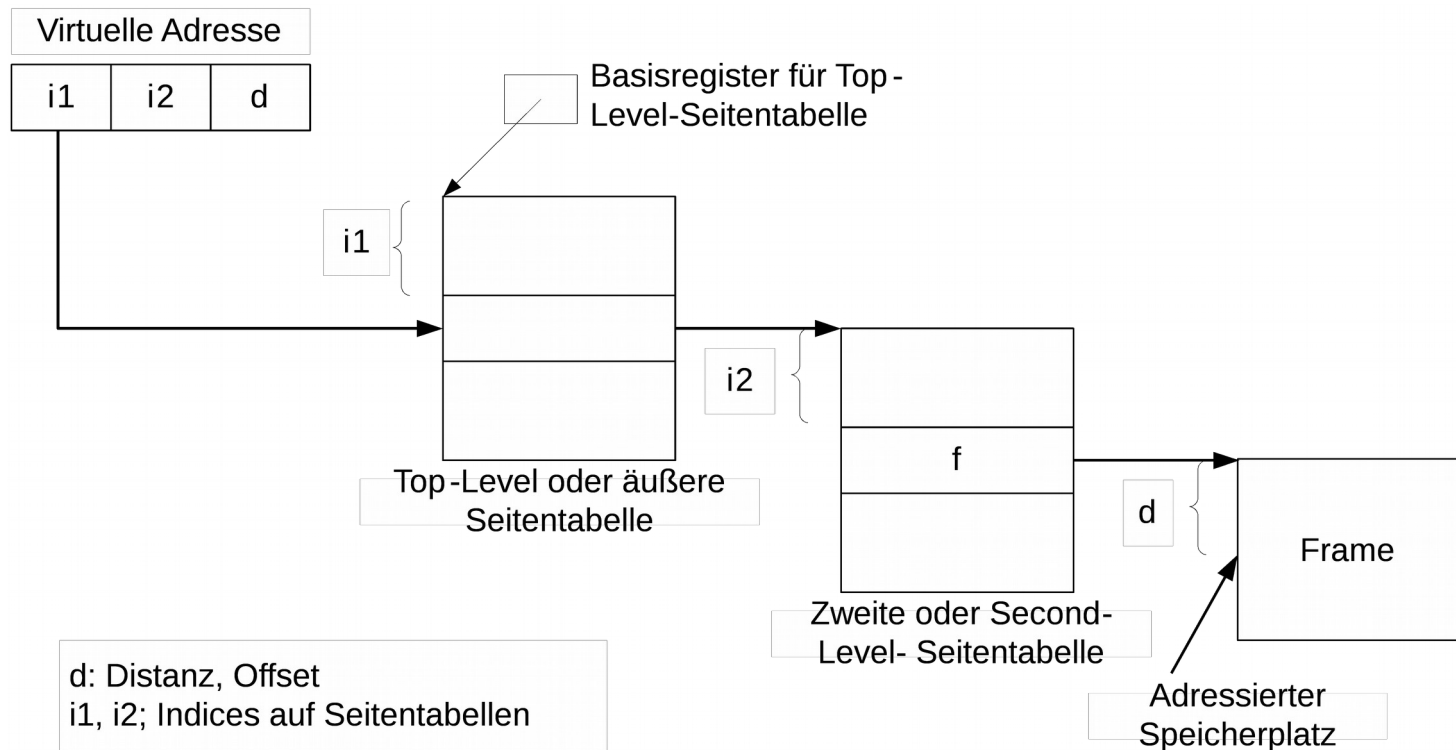 Virtuelle Adresse
i1 i2 d
Basisregister für Top-
Level-Seitentabelle
i1
i2
f
Top-Level oder äußere
Seitentabelle
d
Frame
Zweite oder Second-
Level- Seitentabelle
d: Distanz, Offset
i1, i2; Indices auf Seitentabellen
Adressierter
Speicherplatz